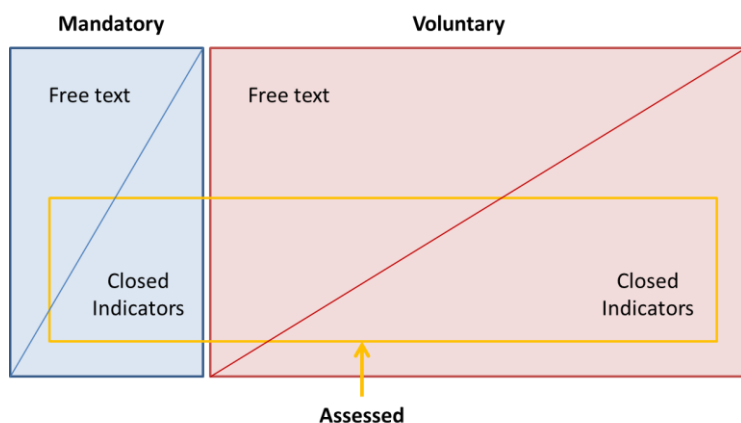 Mandatory
Voluntary
Free text
Free text
Closed
Indicators
Closed
Indicators
Assessed